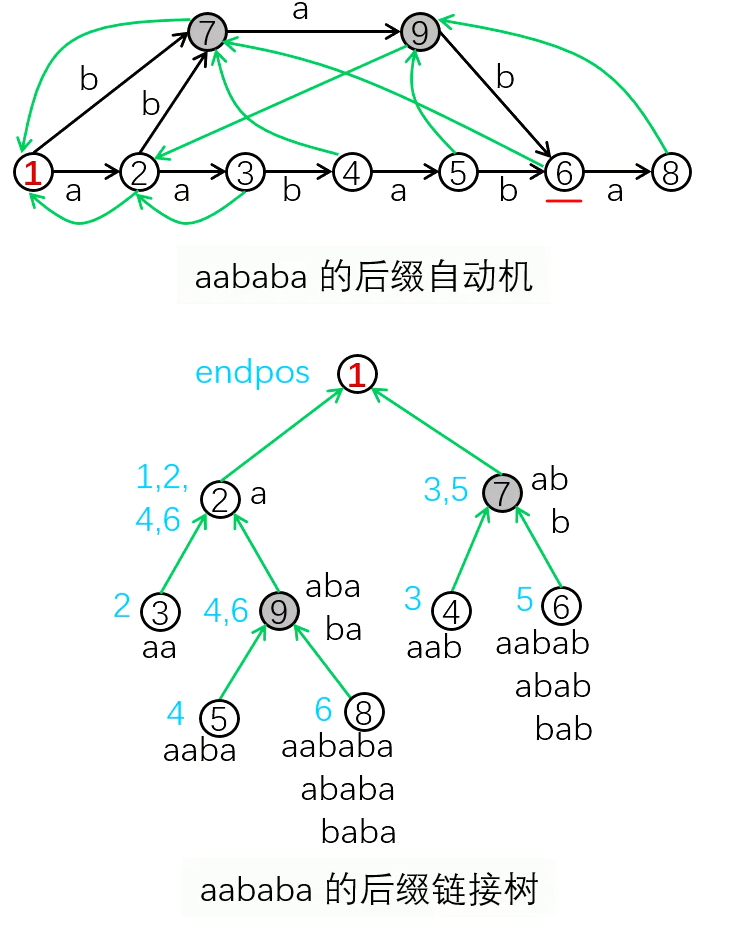 a
7
9
b
b
b
1
2
3
4
5
6
8
a
a
b
a
b
a
aababa 的后缀自动机
endpos
1
1,2,
4,6
2
a
3,5
7
ab
b
2
3
aa
4,6
9
aba
ba
3
4
aab
5
6
aabab
abab
bab
4
5
aaba
6
8
aababa
ababa
baba
aababa 的后缀链接树